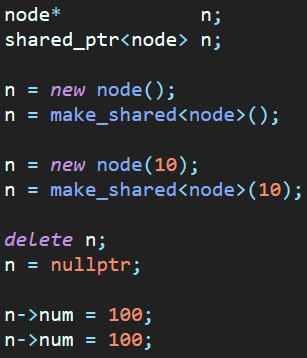 node*             n;
shared_ptr<node> n;
n = new node();
n = make_shared<node>();
n = new node(10);
n = make_shared<node>(10);
delete n;
n = nullptr;
n->num = 100;
n->num = 100;